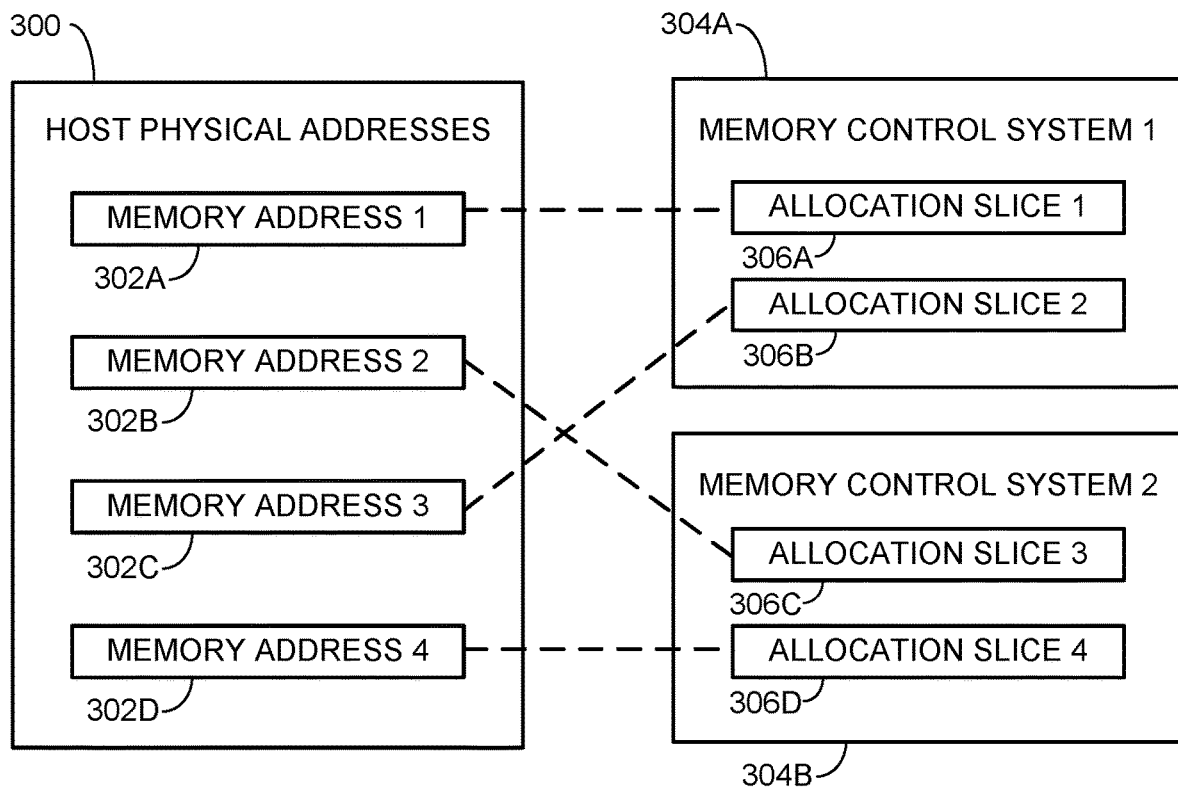 300
HOST PHYSICAL ADDRESSES
MEMORY ADDRESS 1
302A
MEMORY ADDRESS 2
302B
MEMORY ADDRESS 3
302C
MEMORY ADDRESS 4
302D
304A
MEMORY CONTROL SYSTEM 1
ALLOCATION SLICE 1
306A
ALLOCATION SLICE 2
306B
MEMORY CONTROL SYSTEM 2
ALLOCATION SLICE 3
306C
ALLOCATION SLICE 4
306D
304B